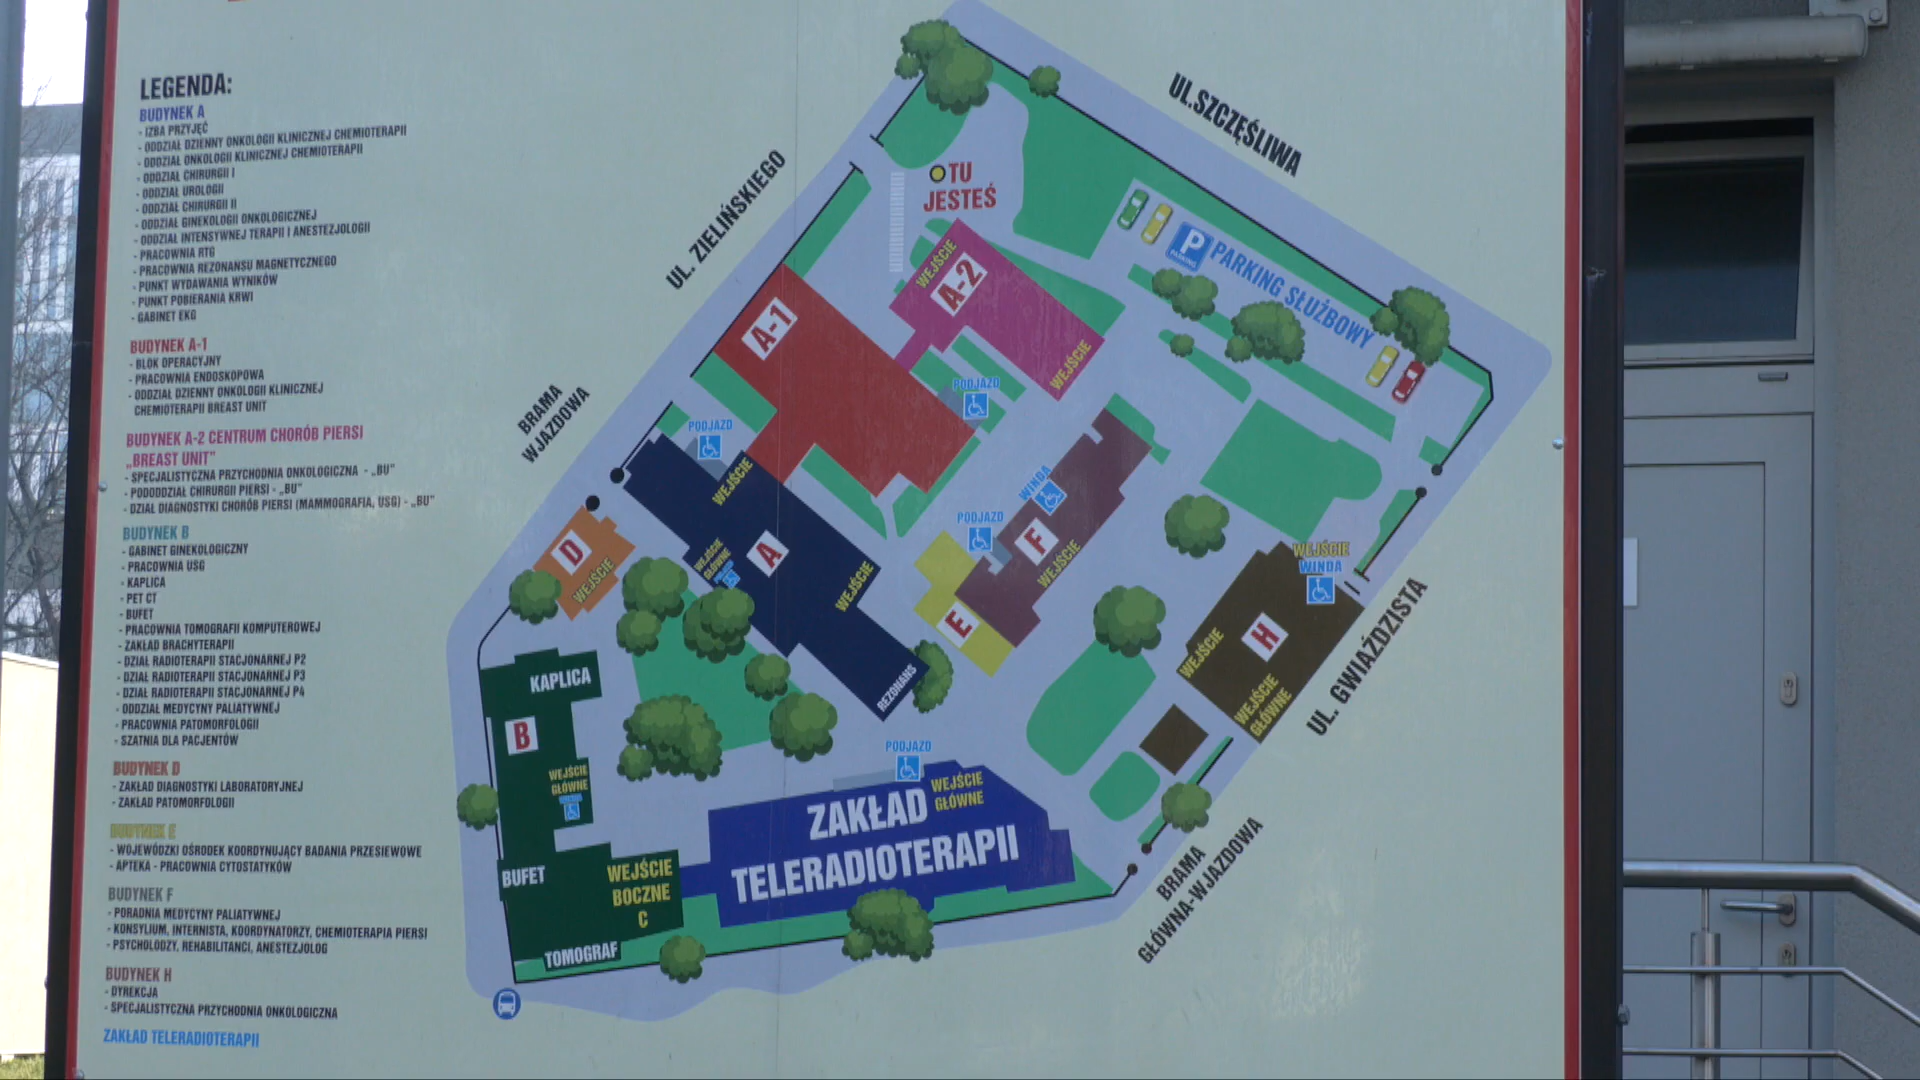 LEGENDA:
BUDYNEK A
- IZBA PRZYJĘĆ
- ODDZIAŁ DZIENNY ONKOLOGII KLINICZNEJ CHEMIOTERAPII
- ODDZIAŁ ONKOLOGII KLINICZNEJ CHEMIOTERAPII
- ODDZIAŁ CHIRURGII I
- ODDZIAŁ UROLOGII
- ODDZIAŁ CHIRURGII II
- ODDZIAŁ GINEKOLOGII ONKOLOGICZNEJ
- ODDZIAŁ INTENSYWNEJ TERAPII I ANESTEZJOLOGII
- PRACOWNIA RTG
- PRACOWNIA REZONANSU MAGNETYCZNEGO
- PUNKT WYDAWANIA WYNIKÓW
- PUNKT POBIERANIA KRWI
- GABINET EKG
BUDYNEK A-1
- BLOK OPERACYJNY
- PRACOWNIA ENDOSKOPOWA
- ODDZIAŁ DZIENNY ONKOLOGII KLINICZNEJ
CHEMIOTERAPII BREAST UNIT
BUDYNEK A-2 CENTRUM CHORÓB PIERSI
„BREAST UNIT"
- SPECJALISTYCZNA PRZYCHODNIA ONKOLOGICZNA - „BU"
- PODODDZIAŁ CHIRURGII PIERSI - „BU"
- DZIAŁ DIAGNOSTYKI CHORÓB PIERSI (MAMMOGRAFIA, USG) - „BU"
BUDYNEK B
- GABINET GINEKOLOGICZNY
- PRACOWNIA USG
- KAPLICA
- PET CT
- BUFET
- PRACOWNIA TOMOGRAFII KOMPUTEROWEJ
- ZAKŁAD BRACHYTERAPII
- DZIAŁ RADIOTERAPII STACJONARNEJ P2
- DZIAŁ RADIOTERAPII STACJONARNEJ P3
- DZIAŁ RADIOTERAPII STACJONARNEJ P4
- ODDZIAŁ MEDYCYNY PALIATYWNEJ
- PRACOWNIA PATOMORFOLOGII
- SZATNIA DLA PACJENTÓW
BUDYNEK D
- ZAKŁAD DIAGNOSTYKI LABORATORYJNEJ
- ZAKŁAD PATOMORFOLOGII
BUDYNEK E
- WOJEWÓDZKI OŚRODEK KOORDYNUJĄCY BADANIA PRZESIEWOWE
- APTEKA - PRACOWNIA CYTOSTATYKÓW
BUDYNEK F
- PORADNIA MEDYCYNY PALIATYWNEJ
- KONSYLIUM, INTERNISTA, KOORDYNATORZY, CHEMIOTERAPIA PIERSI
- PSYCHOLODZY, REHABILITANCI, ANESTEZJOLOG
BUDYNEK H
- DYREKCJA
- SPECJALISTYCZNA PRZYCHODNIA ONKOLOGICZNA
ZAKŁAD TELERADIOTERAPII
UL. SZCZĘŚLIWA
UL. ZIELIŃSKIEGO
TU
JESTEŚ
P
PARKING
PARKING SŁUŻBOWY
WEJŚCIE
A-2
WEJŚCIE
A-1
PODJAZD
BRAMA
WJAZDOWA
PODJAZD
WEJŚCIE
A
WEJŚCIE
GŁÓWNE
WEJŚCIE
REZONANS
D
WEJŚCIE
WINDA
PODJAZD
F
WEJŚCIE
E
WEJŚCIE
WINDA
H
WEJŚCIE
WEJŚCIE
GŁÓWNE
UL. GWIAŹDZISTA
KAPLICA
B
WEJŚCIE
GŁÓWNE
BUFET
WEJŚCIE
BOCZNE
C
TOMOGRAF
PODJAZD
WEJŚCIE
GŁÓWNE
ZAKŁAD
TELERADIOTERAPII
BRAMA
GŁÓWNA-WJAZDOWA